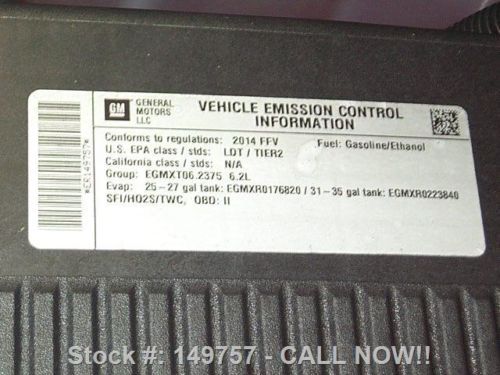 GM
GENERAL MOTORS LLC
VEHICLE EMISSION CONTROL
INFORMATION
Conforms to regulations: 2014 FFV Fuel: Gasoline/Ethanol
U.S. EPA class / stds: LDT / TIER2
California class / stds: N/A
Group: EGMXT06.2375 6.2L
Evap: 25-27 gal tank: EGMXR0176820 / 31-35 gal tank: EGMXR0223840
SFI/HO2S/TWC, OBD: II
*ER149757*
Stock #: 149757 - CALL NOW!!